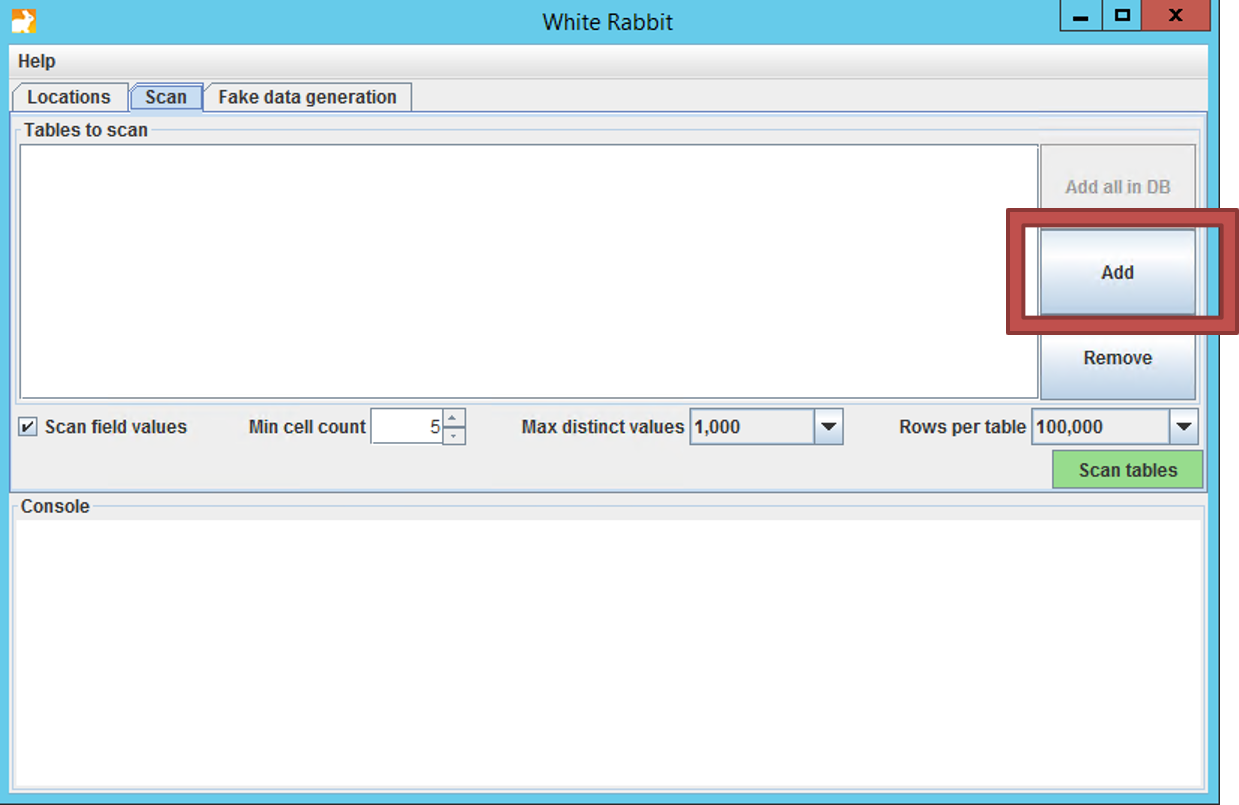 White Rabbit
Help
Locations Scan Fake data generation
Tables to scan
Add all in DB
Add
Remove
Scan field values Min cell count 5 Max distinct values 1,000 Rows per table 100,000
Scan tables
Console